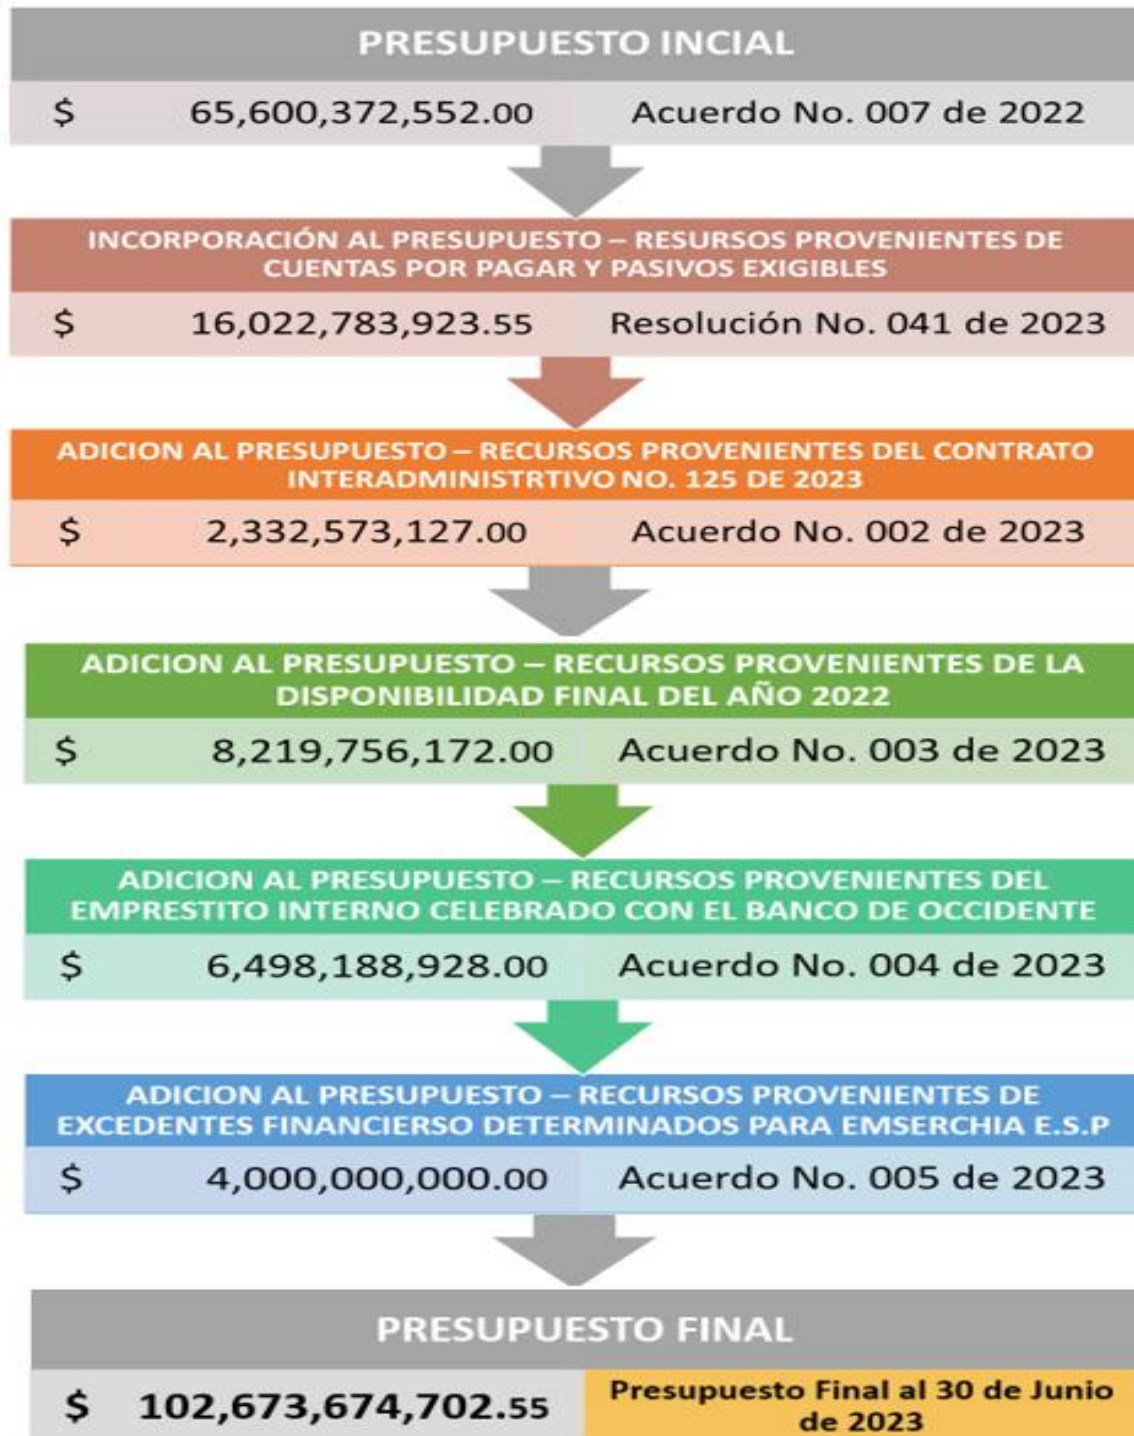 PRESUPUESTO INCIAL
$ 65,600,372,552.00 Acuerdo No. 007 de 2022
INCORPORACIÓN AL PRESUPUESTO – RESURSOS PROVENIENTES DE
CUENTAS POR PAGAR Y PASIVOS EXIGIBLES
$ 16,022,783,923.55 Resolución No. 041 de 2023
ADICION AL PRESUPUESTO – RECURSOS PROVENIENTES DEL CONTRATO
INTERADMINISTRTIVO NO. 125 DE 2023
$ 2,332,573,127.00 Acuerdo No. 002 de 2023
ADICION AL PRESUPUESTO – RECURSOS PROVENIENTES DE LA
DISPONIBILIDAD FINAL DEL AÑO 2022
$ 8,219,756,172.00 Acuerdo No. 003 de 2023
ADICION AL PRESUPUESTO – RECURSOS PROVENIENTES DEL
EMPRESTITO INTERNO CELEBRADO CON EL BANCO DE OCCIDENTE
$ 6,498,188,928.00 Acuerdo No. 004 de 2023
ADICION AL PRESUPUESTO – RECURSOS PROVENIENTES DE
EXCEDENTES FINANCIERSO DETERMINADOS PARA EMSERCHIA E.S.P
$ 4,000,000,000.00 Acuerdo No. 005 de 2023
PRESUPUESTO FINAL
$ 102,673,674,702.55 Presupuesto Final al 30 de Junio
de 2023